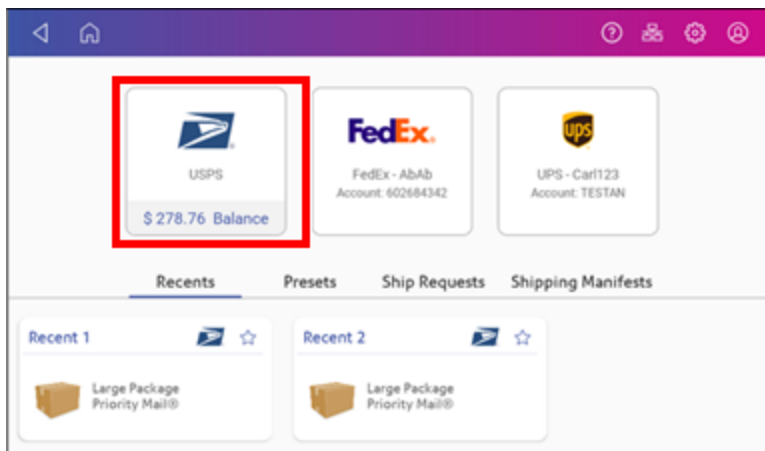 USPS
$ 278.76 Balance
FedEx.
FedEx - AbAb
Account: 602684342
ups
UPS - Carl123
Account: TESTAN
Recents
Presets
Ship Requests
Shipping Manifests
Recent 1
Large Package
Priority Mail®
Recent 2
Large Package
Priority Mail®